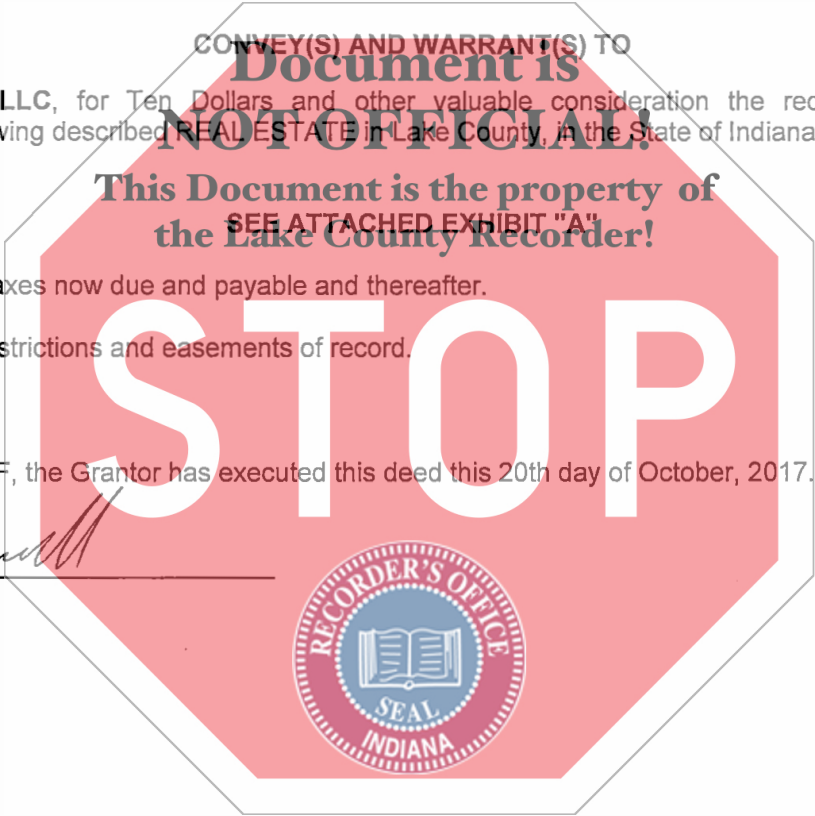 CONVEY(S) AND WARRANT(S) TO
Document is
LLC, for Ten Dollars and other valuable consideration the rec
NOT OFFICIAL!
ving described REAL ESTATE in Lake County, in the State of Indiana
This Document is the property of
SEE ATTACHED EXHIBIT "A"
the Lake County Recorder!
axes now due and payable and thereafter.
strictions and easements of record.
STOP
F, the Grantor has executed this deed this 20th day of October, 2017.
RECORDER'S OFFICE
SEAL
INDIANA